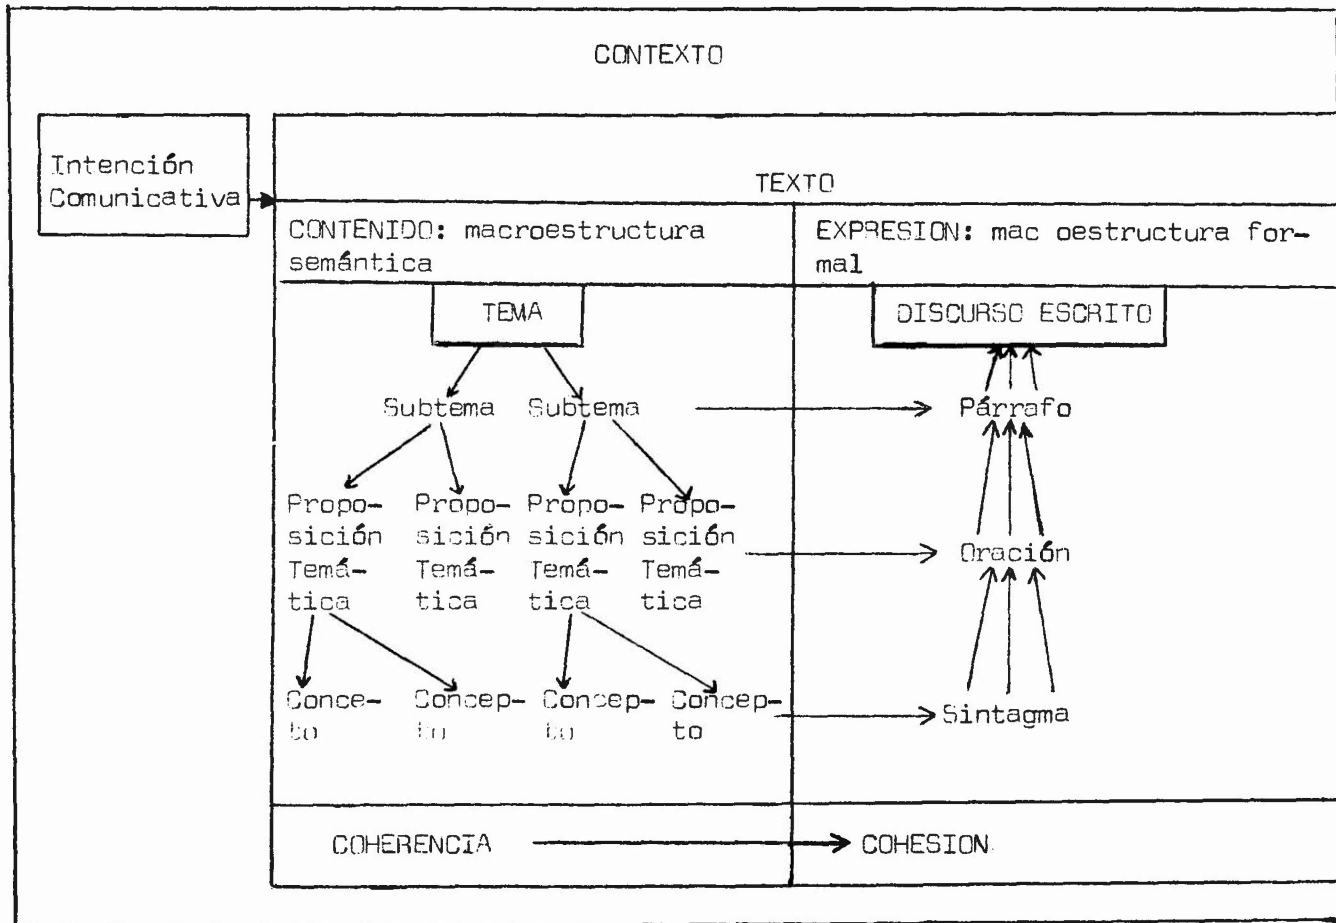 CONTEXTO
Intención
Comunicativa
TEXTO
CONTENIDO: macroestructura
semántica
EXPRESION: mac oestructura for-
mal
TEMA
DISCURSO ESCRITO
Subtema Subtema
Párrafo
Propo- Propo- Propo- Propo-
sición sición sición sición
Temá- Temá- Temá- Temá-
tica tica tica tica
Oración
Conce- Concep- Concep- Concep-
to to to to
Sintagma
COHERENCIA
COHESION